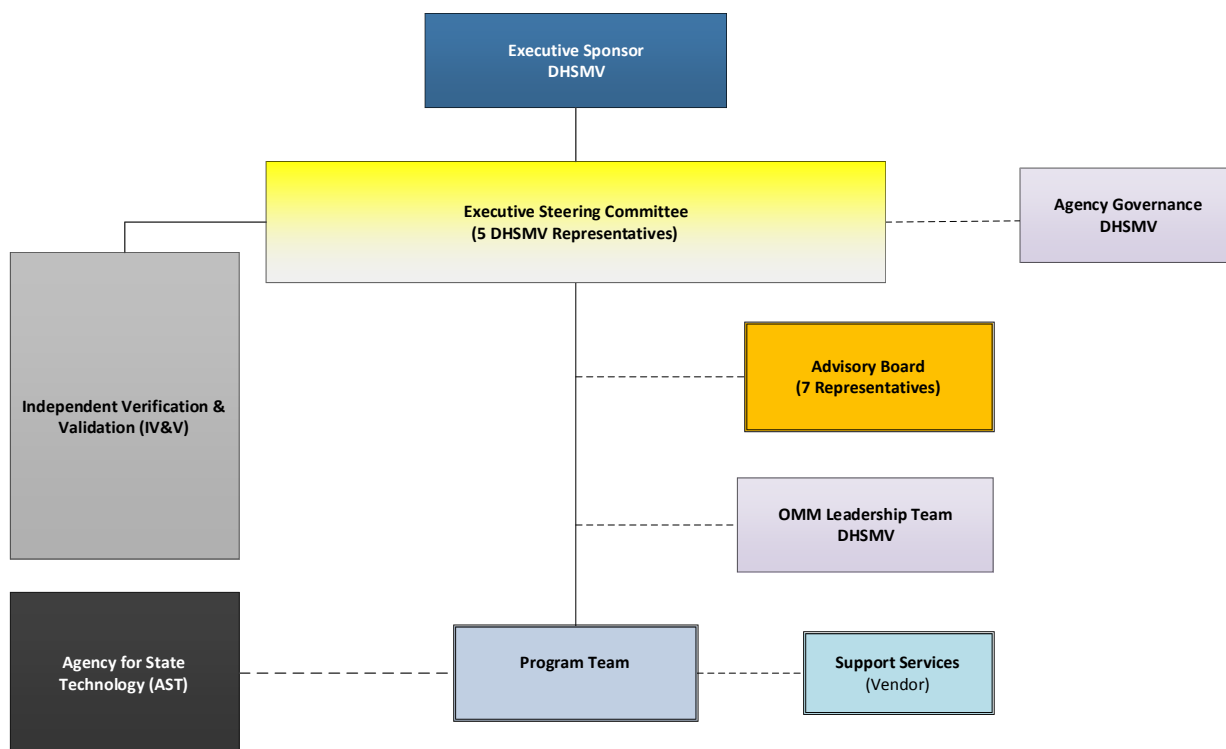 Executive Sponsor
DHSMV
Executive Steering Committee
(5 DHSMV Representatives)
Agency Governance
DHSMV
Advisory Board
(7 Representatives)
Independent Verification &
Validation (IV&V)
OMM Leadership Team
DHSMV
Agency for State
Technology (AST)
Program Team
Support Services
(Vendor)